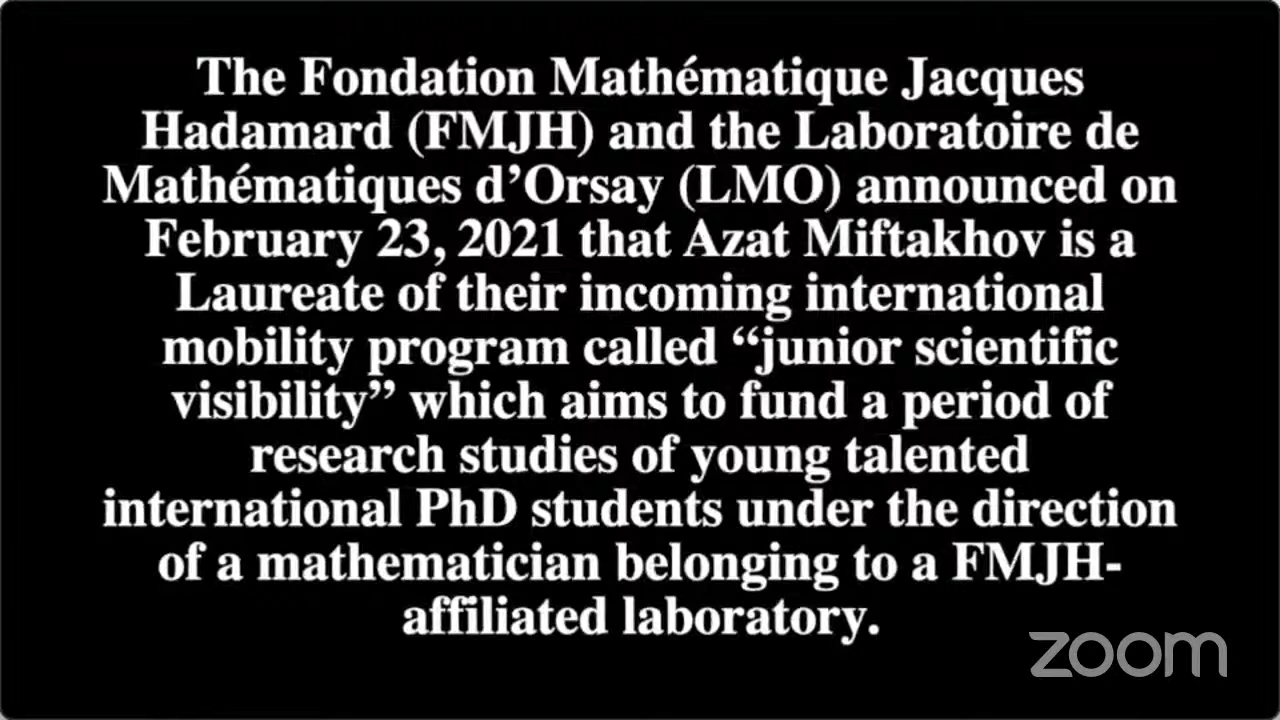 The Fondation Mathématique Jacques
Hadamard (FMJH) and the Laboratoire de
Mathématiques d’Orsay (LMO) announced on
February 23, 2021 that Azat Miftakhov is a
Laureate of their incoming international
mobility program called “junior scientific
visibility” which aims to fund a period of
research studies of young talented
international PhD students under the direction
of a mathematician belonging to a FMJH-
affiliated laboratory.
zoom